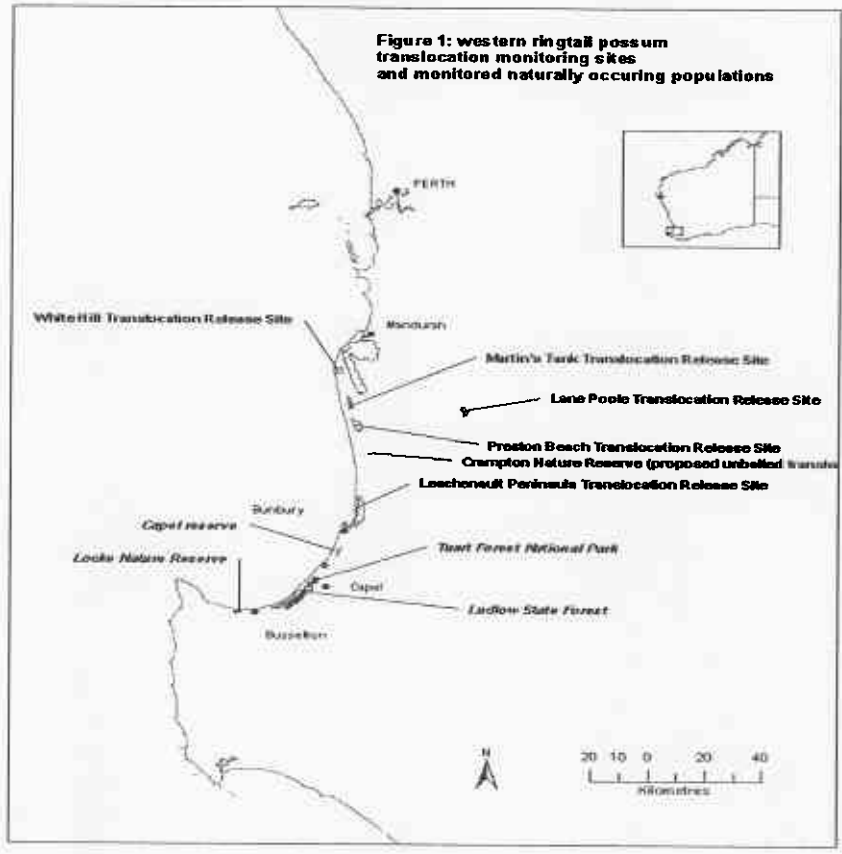 Figure 1: western ringtail possum
translocation monitoring sites
and monitored naturally occuring populations
PERTH
White Hill Translocation Release Site
Mandurah
Martin's Tank Translocation Release Site
Lane Poole Translocation Release Site
Preston Beach Translocation Release Site
Crampton Nature Reserve (proposed unbaited
Leschenault Peninsula Translocation Release Site
Bunbury
Capel reserve
Tuart Forest National Park
Locke Nature Reserve
Capel
Ludlow State Forest
Busselton
N
20 10 0 20 40
Kilometres